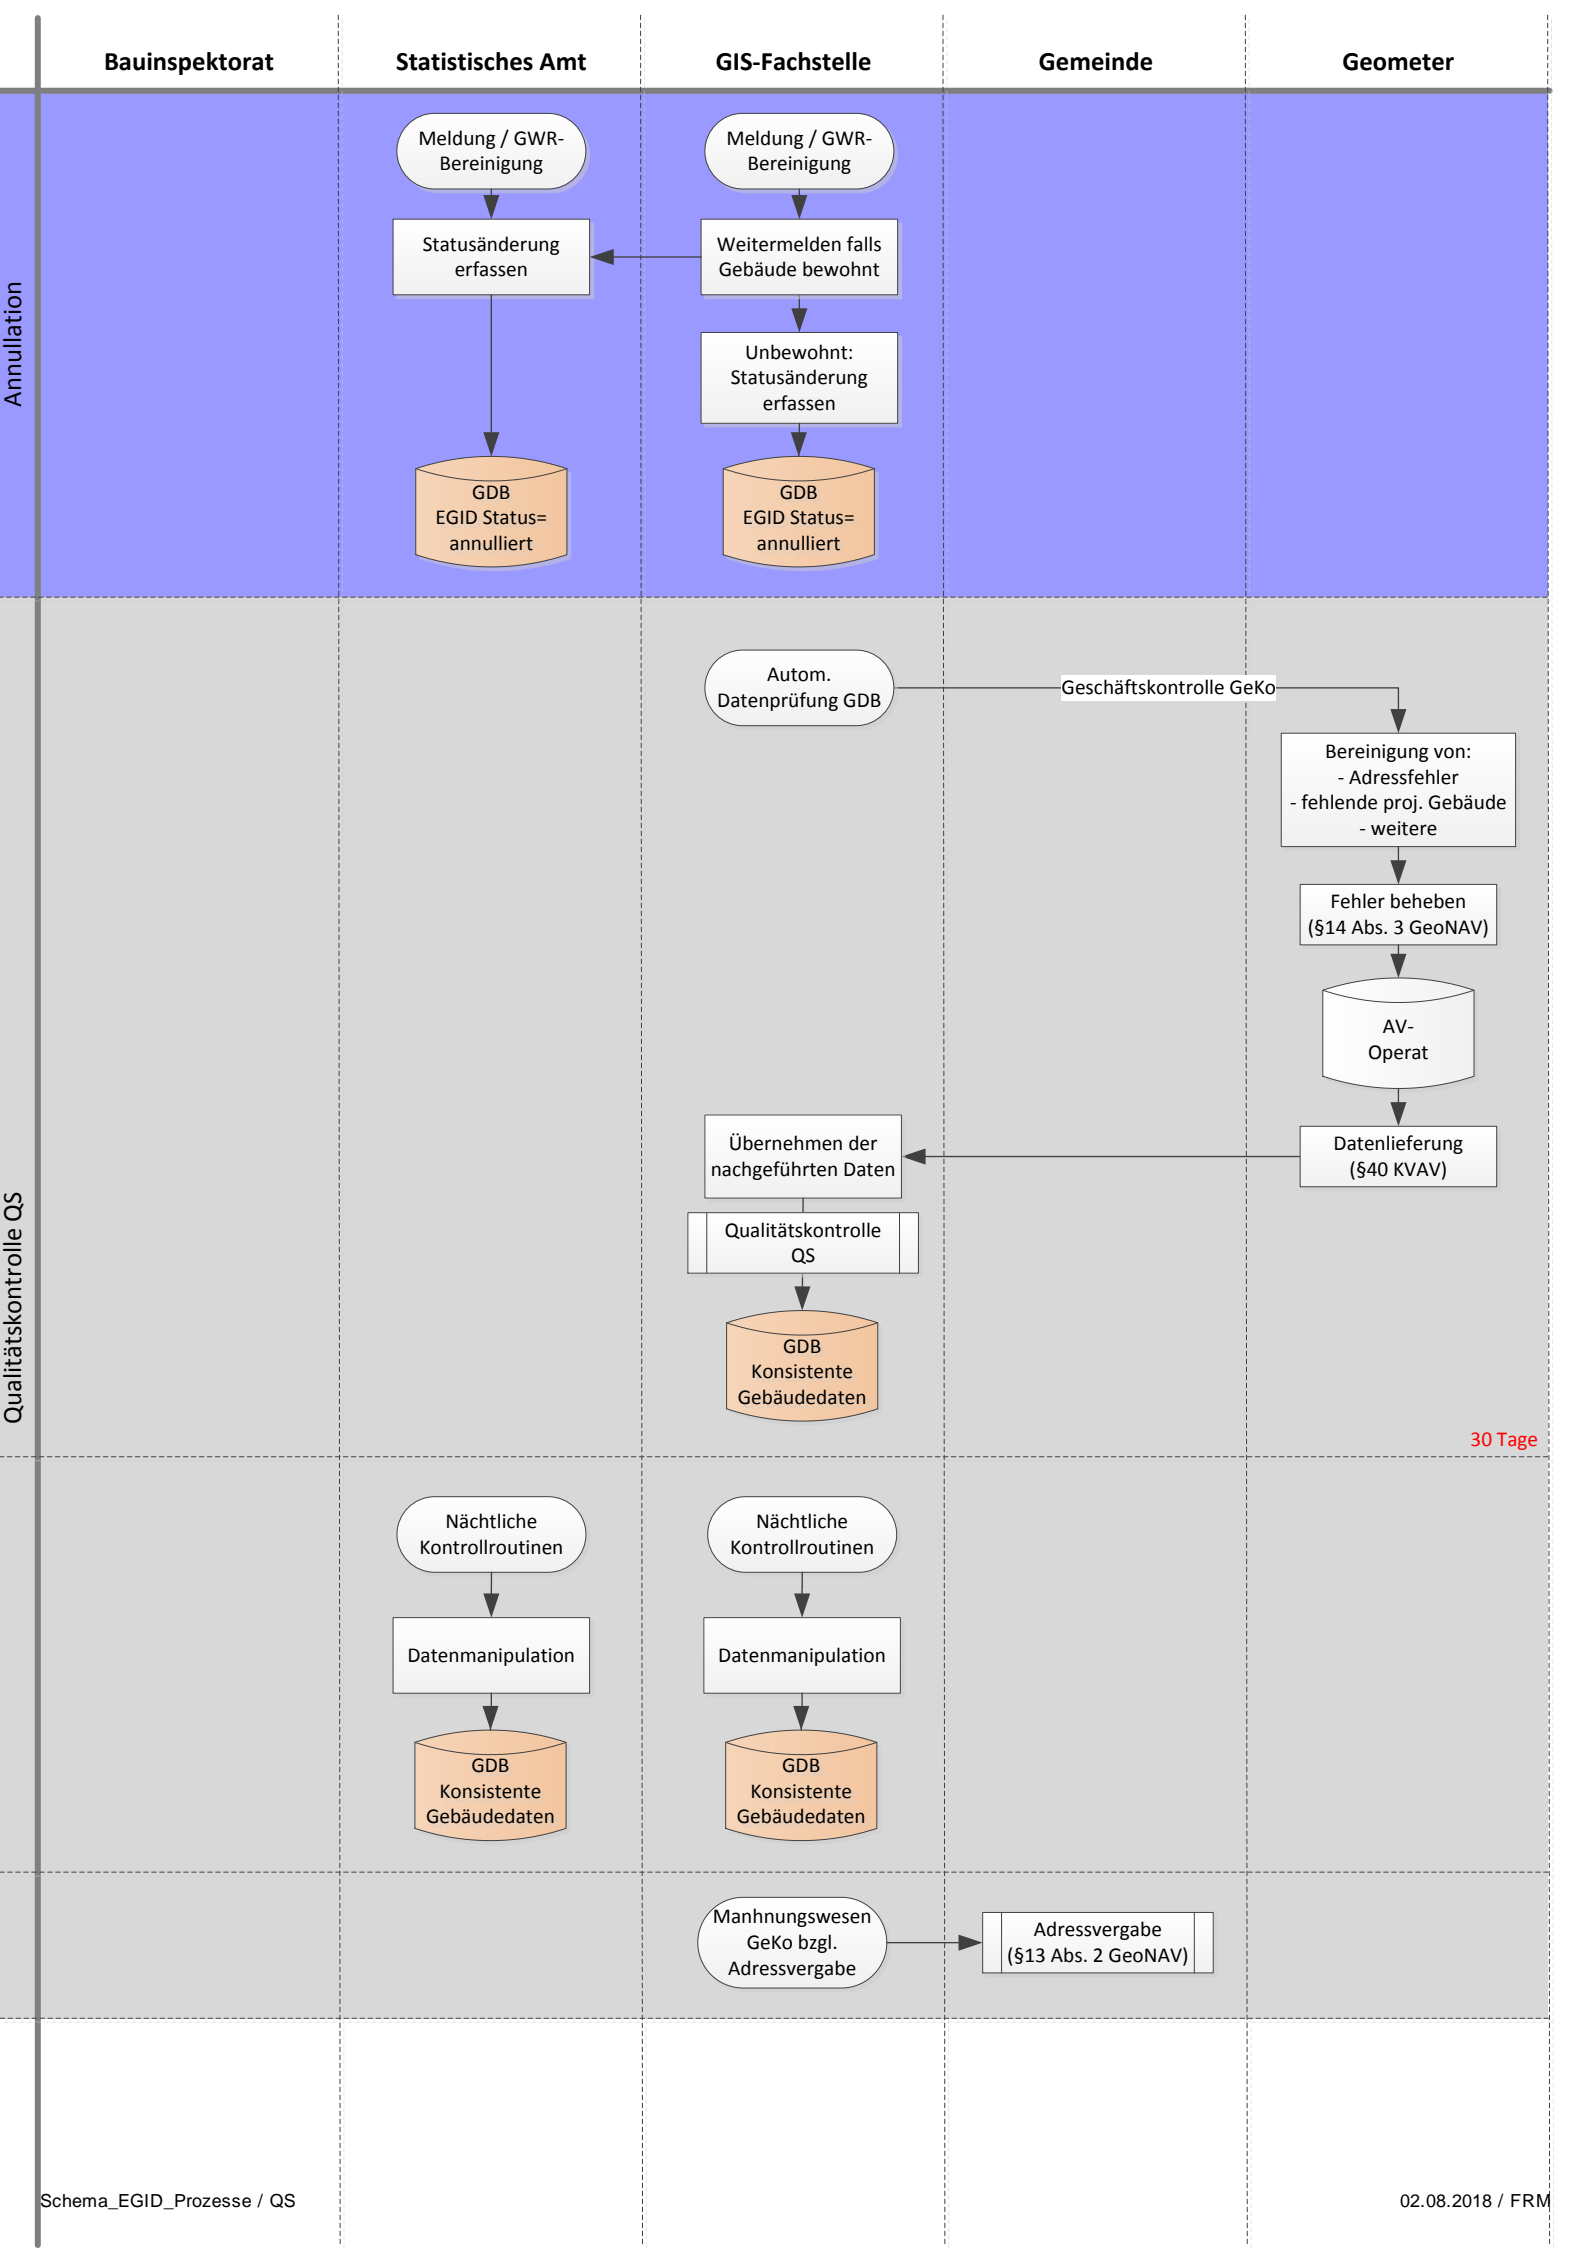 Bauinspektorat
Statistisches Amt
GIS-Fachstelle
Gemeinde
Geometer
Annullation
Meldung / GWR-
Bereinigung
Meldung / GWR-
Bereinigung
Statusänderung
erfassen
Weitermelden falls
Gebäude bewohnt
Unbewohnt:
Statusänderung
erfassen
GDB
EGID Status=
annulliert
GDB
EGID Status=
annulliert
Qualitätskontrolle QS
Autom.
Datenprüfung GDB
Geschäftskontrolle GeKo
Bereinigung von:
- Adressfehler
- fehlende proj. Gebäude
- weitere
Fehler beheben
(§14 Abs. 3 GeoNAV)
AV-
Operat
Datenlieferung
(§40 KVAV)
Übernehmen der
nachgeführten Daten
Qualitätskontrolle
QS
GDB
Konsistente
Gebäudedaten
30 Tage
Nächtliche
Kontrollroutinen
Nächtliche
Kontrollroutinen
Datenmanipulation
Datenmanipulation
GDB
Konsistente
Gebäudedaten
GDB
Konsistente
Gebäudedaten
Manhnungswesen
GeKo bzgl.
Adressvergabe
Adressvergabe
(§13 Abs. 2 GeoNAV)
Schema_EGID_Prozesse / QS
02.08.2018 / FRM